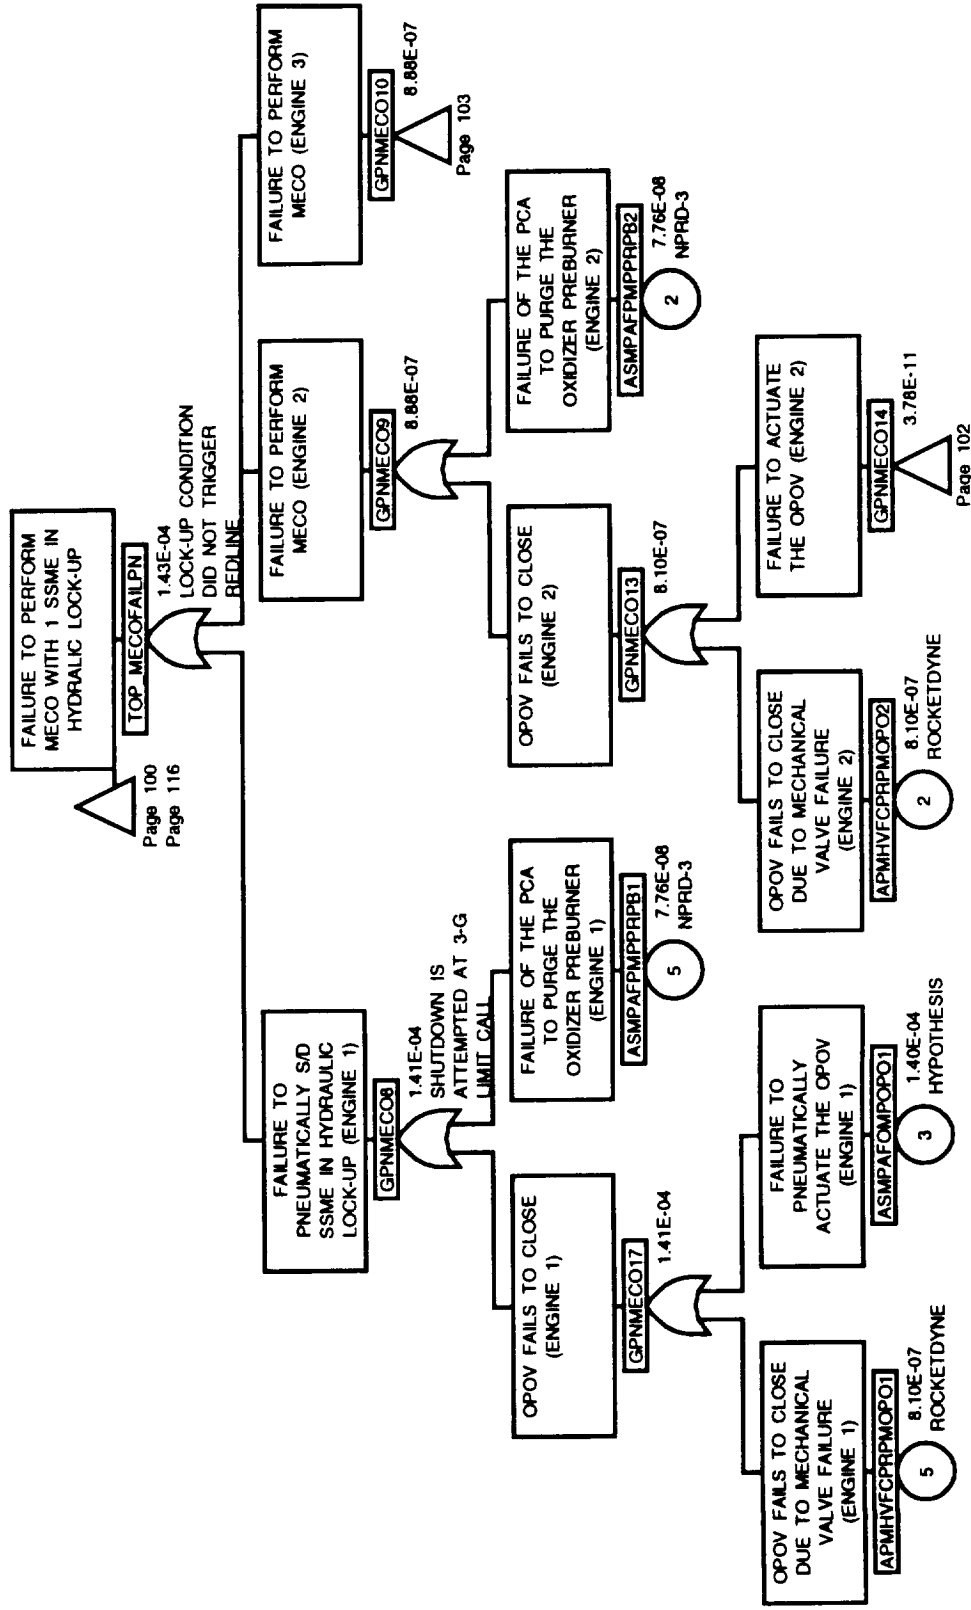 FAILURE TO PERFORM
MECO WITH 1 SSME IN
HYDRALIC LOCK-UP
TOP_MECOFAILPN
Page 100
Page 116
1.43E-04
LOCK-UP CONDITION
DID NOT TRIGGER
REDLINE
FAILURE TO
PNEUMATICALLY S/D
SSME IN HYDRAULIC
LOCK-UP (ENGINE 1)
GPNMECO8
1.41E-04
SHUTDOWN IS
ATTEMPTED AT 3-G
LIMIT CALL
FAILURE TO PERFORM
MECO (ENGINE 2)
GPNMECO9
8.88E-07
FAILURE TO PERFORM
MECO (ENGINE 3)
GPNMECO10
8.88E-07
Page 103
OPOV FAILS TO CLOSE
(ENGINE 1)
GPNMECO17
1.41E-04
FAILURE OF THE PCA
TO PURGE THE
OXIDIZER PREBURNER
(ENGINE 1)
ASMPAFPMPPRPB1
7.76E-08
NPRD-3
5
OPOV FAILS TO CLOSE
(ENGINE 2)
GPNMECO13
8.10E-07
FAILURE OF THE PCA
TO PURGE THE
OXIDIZER PREBURNER
(ENGINE 2)
ASMPAFPMPPRPB2
7.76E-08
NPRD-3
2
OPOV FAILS TO CLOSE
DUE TO MECHANICAL
VALVE FAILURE
(ENGINE 1)
APMHVFCPRPMOPO1
8.10E-07
ROCKETDYNE
5
FAILURE TO
PNEUMATICALLY
ACTUATE THE OPOV
(ENGINE 1)
ASMPAFOMPOPO1
1.40E-04
HYPOTHESIS
3
OPOV FAILS TO CLOSE
DUE TO MECHANICAL
VALVE FAILURE
(ENGINE 2)
APMHVFCPRPMOPO2
8.10E-07
ROCKETDYNE
2
FAILURE TO ACTUATE
THE OPOV (ENGINE 2)
GPNMECO14
3.78E-11
Page 102